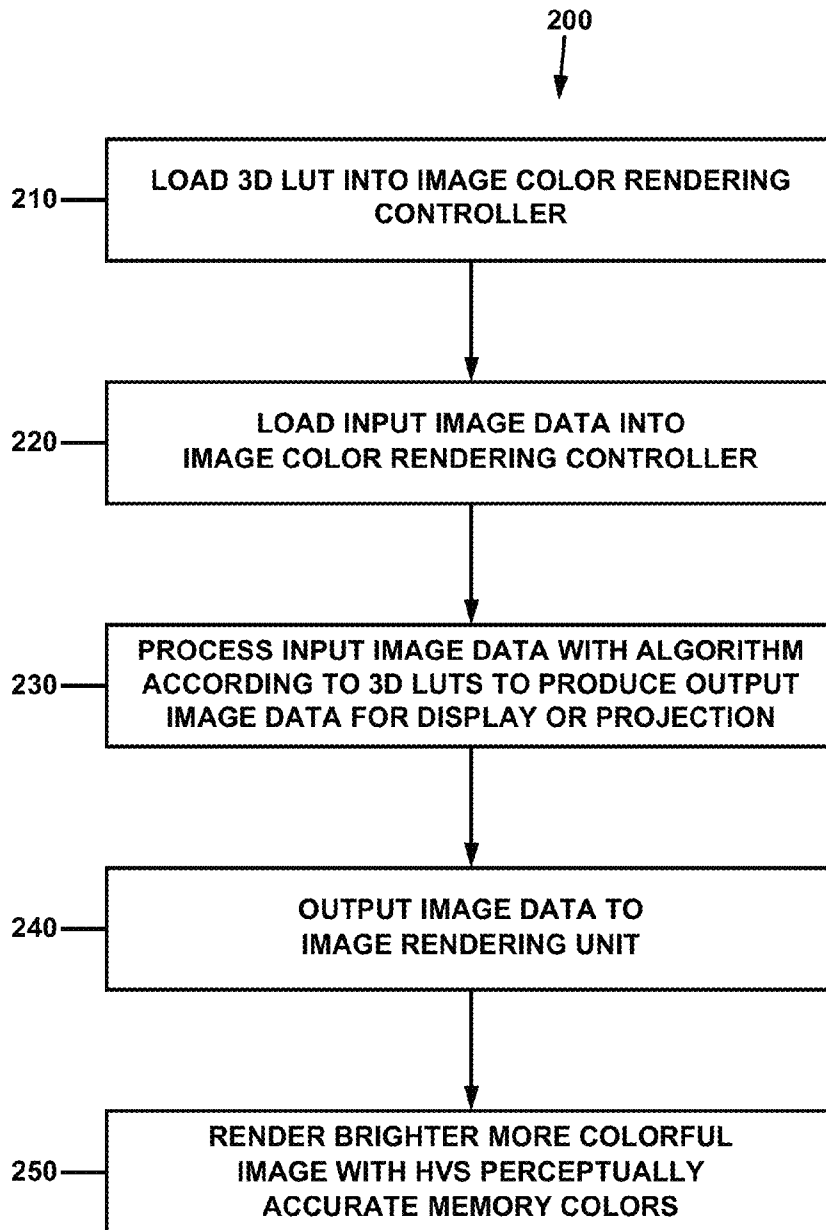 200
210
LOAD 3D LUT INTO IMAGE COLOR RENDERING
CONTROLLER
220
LOAD INPUT IMAGE DATA INTO
IMAGE COLOR RENDERING CONTROLLER
230
PROCESS INPUT IMAGE DATA WITH ALGORITHM
ACCORDING TO 3D LUTS TO PRODUCE OUTPUT
IMAGE DATA FOR DISPLAY OR PROJECTION
240
OUTPUT IMAGE DATA TO
IMAGE RENDERING UNIT
250
RENDER BRIGHTER MORE COLORFUL
IMAGE WITH HVS PERCEPTUALLY
ACCURATE MEMORY COLORS